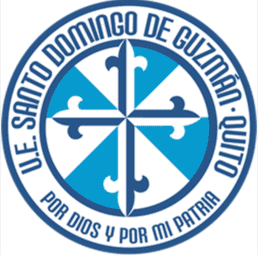 U.E. SANTO DOMINGO DE GUZMÁN · QUITO
POR DIOS Y POR MI PATRIA